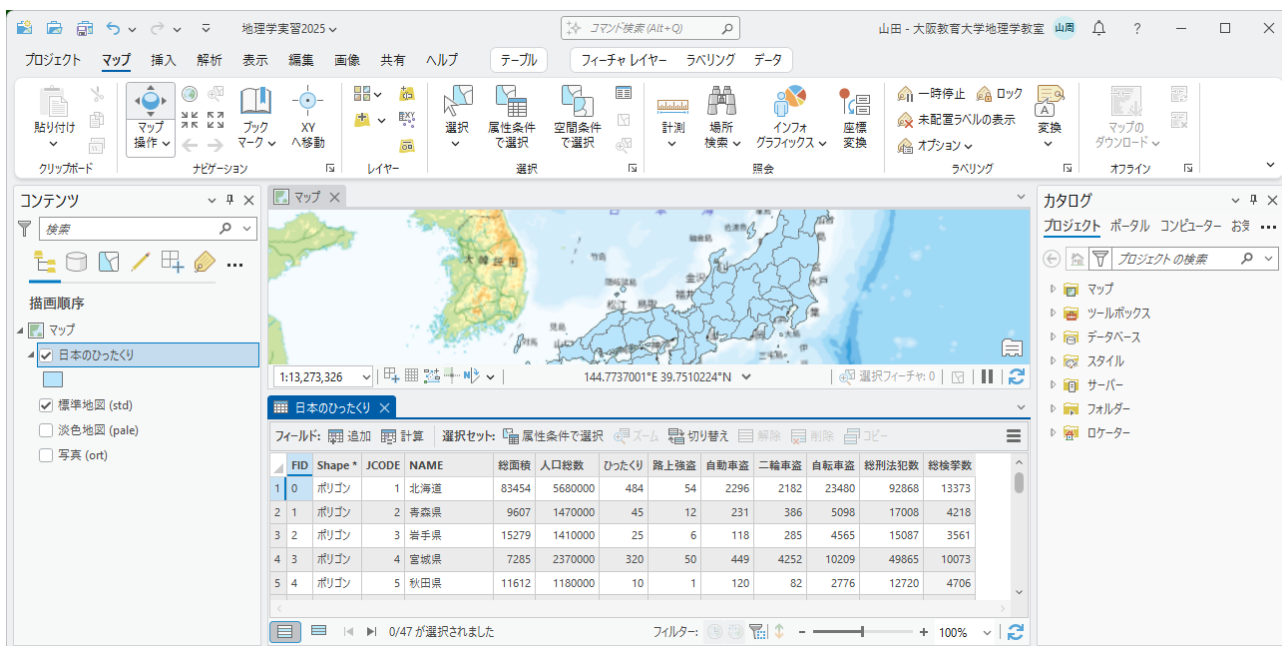 地理学実習2025
コマンド検索 (Alt+Q)
山田 - 大阪教育大学地理学教室
山周
?
プロジェクト マップ 挿入 解析 表示 編集 画像 共有 ヘルプ テーブル フィーチャ レイヤー ラベリング データ
貼り付け
クリップボード
マップ
操作
ブック
マーク
XY
へ移動
ナビゲーション
レイヤー
選択
属性条件
で選択
空間条件
で選択
選択
計測
場所
検索
インフォ
グラフィックス
座標
変換
照会
一時停止 ロック
未配置ラベルの表示
オプション
変換
ラベリング
マップの
ダウンロード
オフライン
コンテンツ
検索
描画順序
マップ
日本のひったくり
標準地図 (std)
淡色地図 (pale)
写真 (ort)
マップ
大韓民国
竹島
金沢
福井
松江 鳥取
水戸
1:13,273,326
144.7737001°E 39.7510224°N
選択フィーチャ: 0
日本のひったくり
フィールド: 追加 計算 選択セット: 属性条件で選択 ズーム 切り替え 解除 削除 コピー
FID Shape * JCODE NAME 総面積 人口総数 ひったくり 路上強盗 自動車盗 二輪車盗 自転車盗 総刑法犯数 総検挙数
1 0 ポリゴン 1 北海道 83454 5680000 484 54 2296 2182 23480 92868 13373
2 1 ポリゴン 2 青森県 9607 1470000 45 12 231 386 5098 17008 4218
3 2 ポリゴン 3 岩手県 15279 1410000 25 6 118 285 4565 15087 3561
4 3 ポリゴン 4 宮城県 7285 2370000 320 50 449 4252 10209 49865 10073
5 4 ポリゴン 5 秋田県 11612 1180000 10 1 120 82 2776 12720 4706
0/47 が選択されました
フィルター:
100%
カタログ
プロジェクト ポータル コンピューター お気
プロジェクトの検索
マップ
ツールボックス
データベース
スタイル
サーバー
フォルダー
ロケーター